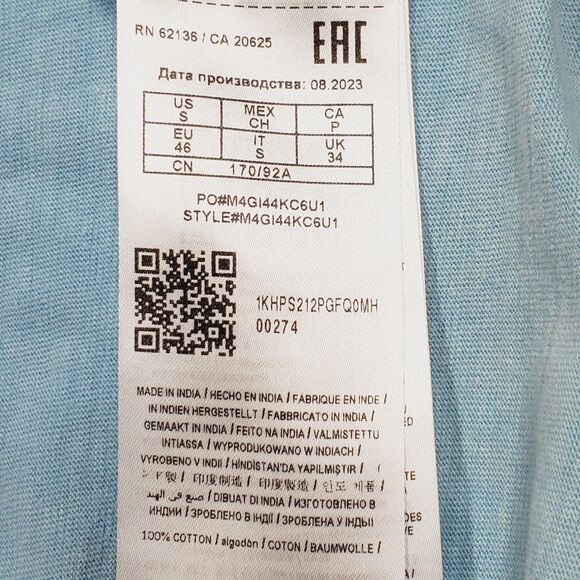 RN 62136 / CA 20625
EAC
Дата производства: 08.2023
US S MEX CH CA P
EU 46 IT S UK 34
CN 170/92A
PO#M4GI44KC6U1
STYLE#M4GI44KC6U1
1KHPS212PGFQ0MH
00274
MADE IN INDIA / HECHO EN INDIA / FABRIQUE EN INDE /
IN INDIEN HERGESTELLT / FABBRICATO IN INDIA /
GEMAAKT IN INDIA / FEITO NA INDIA / VALMISTETTU
INTIASSA / WYPRODUKOWANO W INDIACH /
VYROBENO V INDII / HİNDİSTAN'DA YAPILMIŞTIR /
ンド製 / 印度制造 / 印度製造 / 인도 제품 /
صنع في الهند / DIBUAT DI INDIA / ИЗГОТОВЛЕНО В
ИНДИИ / ЗРОБЛЕНО В ІНДІЇ / ЗРОБЛЕНА Ў ІНДЫІ
100% COTTON / algodón / COTON / BAUMWOLLE /